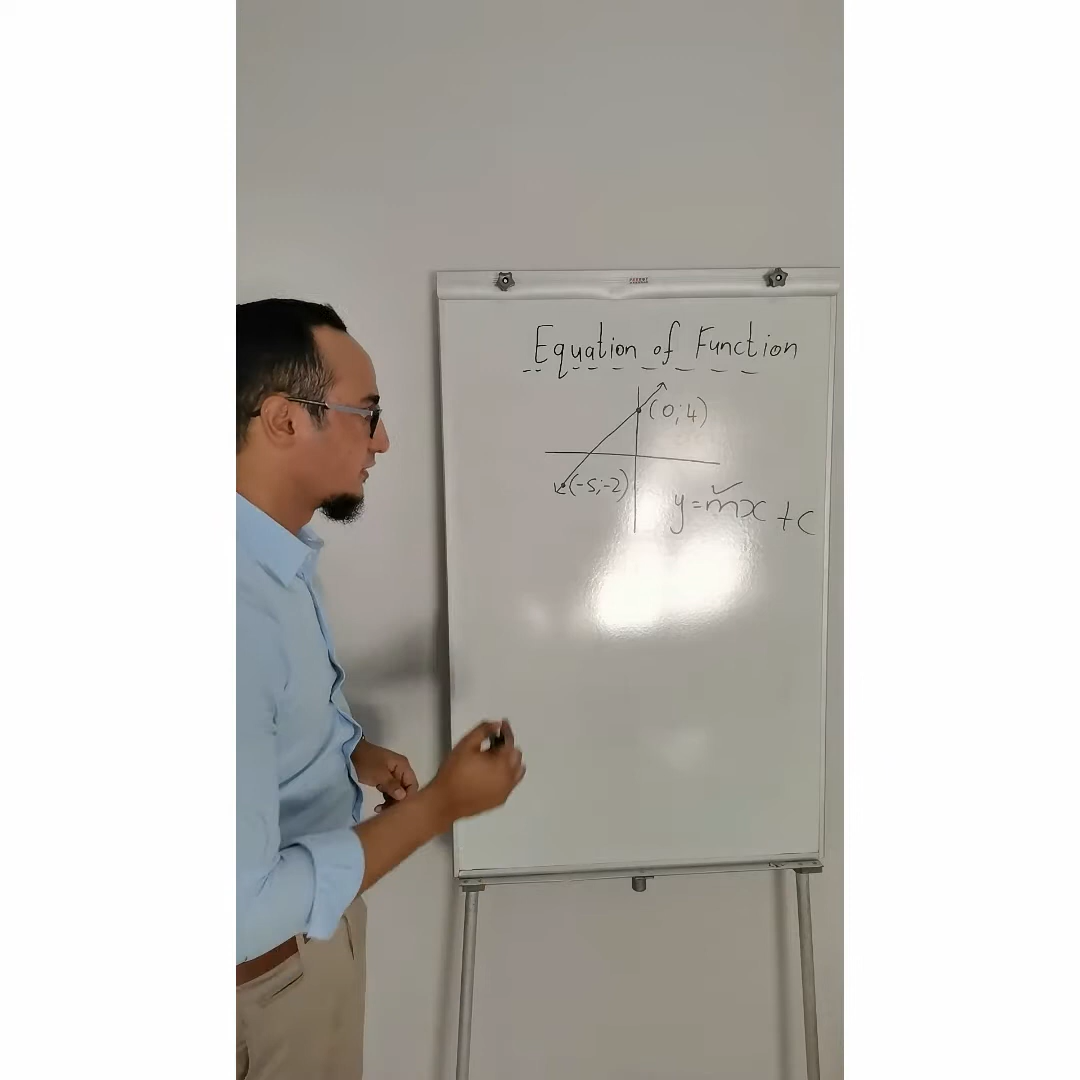 Equation of Function
(0;4)
(-5;-2)
y=mx +c